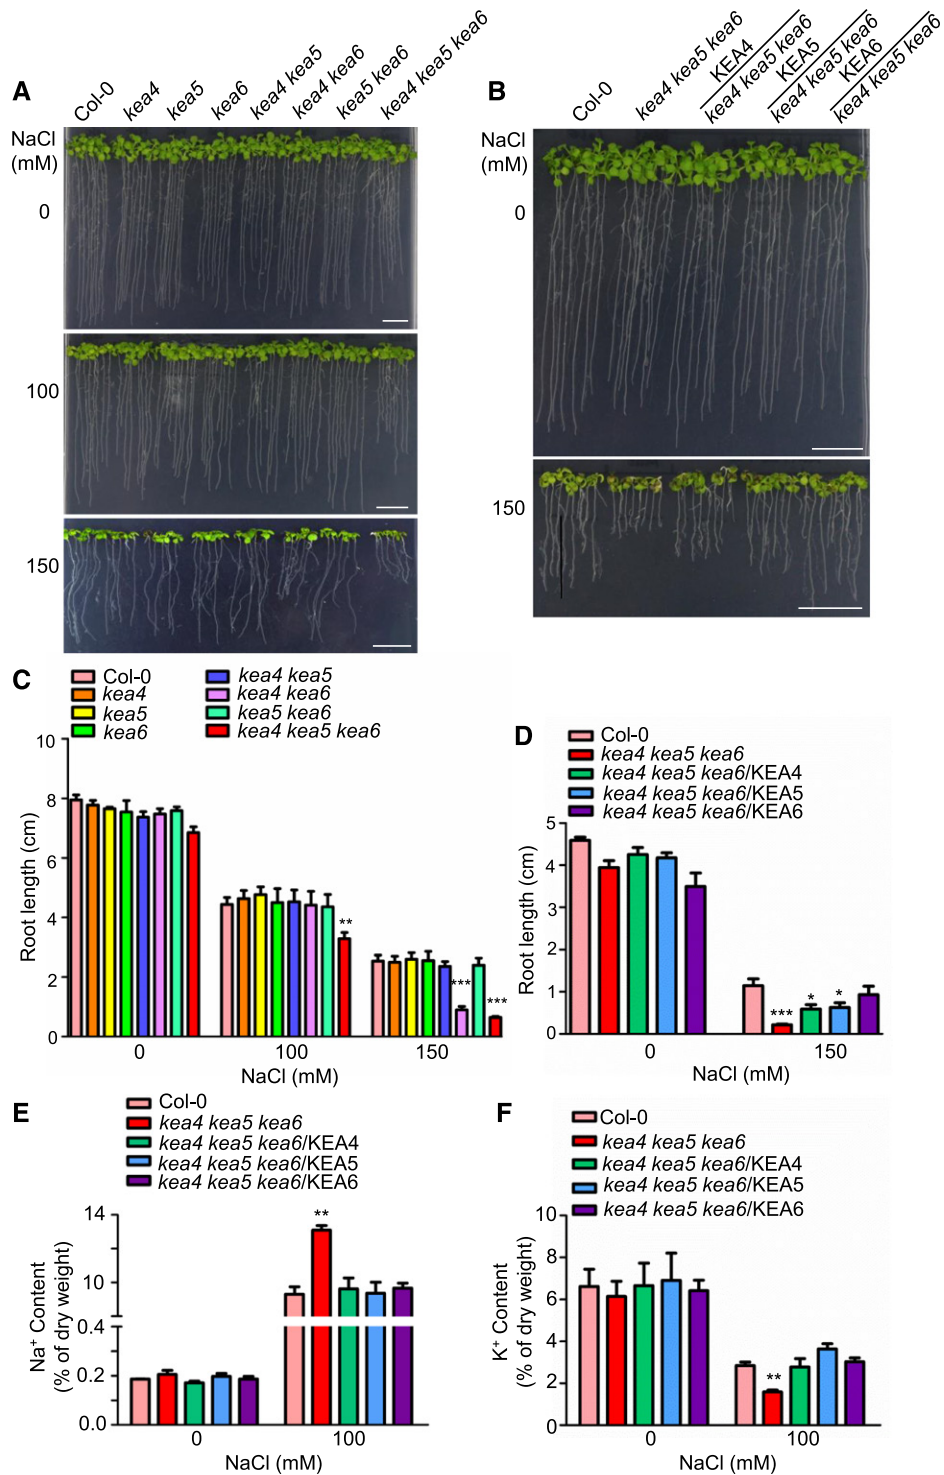 A
Col-0
kea4
kea5
kea6
kea4 kea5
kea4 kea6
kea5 kea6
kea4 kea5 kea6
NaCl
(mM)
0
100
150
B
Col-0
kea4 kea5 kea6
KEA4
kea4 kea5 kea6
KEA5
kea4 kea5 kea6
KEA6
kea4 kea5 kea6
NaCl
(mM)
0
150
C
Col-0
kea4
kea5
kea6
kea4 kea5
kea4 kea6
kea5 kea6
kea4 kea5 kea6
Root length (cm)
10
8
6
4
2
0
**
***
***
0
100
150
NaCl (mM)
D
Col-0
kea4 kea5 kea6
kea4 kea5 kea6/KEA4
kea4 kea5 kea6/KEA5
kea4 kea5 kea6/KEA6
Root length (cm)
5
4
3
2
1
0
***
*
*
0
150
NaCl (mM)
E
Col-0
kea4 kea5 kea6
kea4 kea5 kea6/KEA4
kea4 kea5 kea6/KEA5
kea4 kea5 kea6/KEA6
Na⁺ Content
(% of dry weight)
14
10
0.4
0.2
0.0
**
0
100
NaCl (mM)
F
Col-0
kea4 kea5 kea6
kea4 kea5 kea6/KEA4
kea4 kea5 kea6/KEA5
kea4 kea5 kea6/KEA6
K⁺ Content
(% of dry weight)
10
8
6
4
2
0
**
0
100
NaCl (mM)